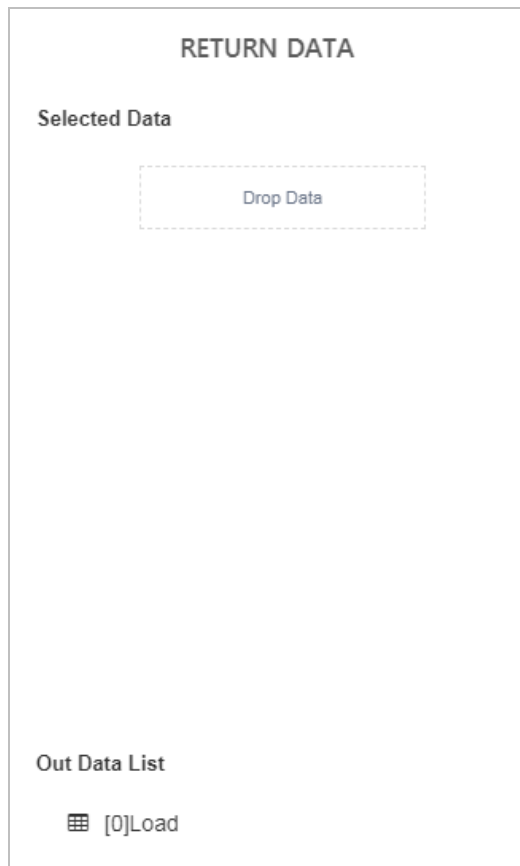 RETURN DATA
Selected Data
Drop Data
Out Data List
[0]Load